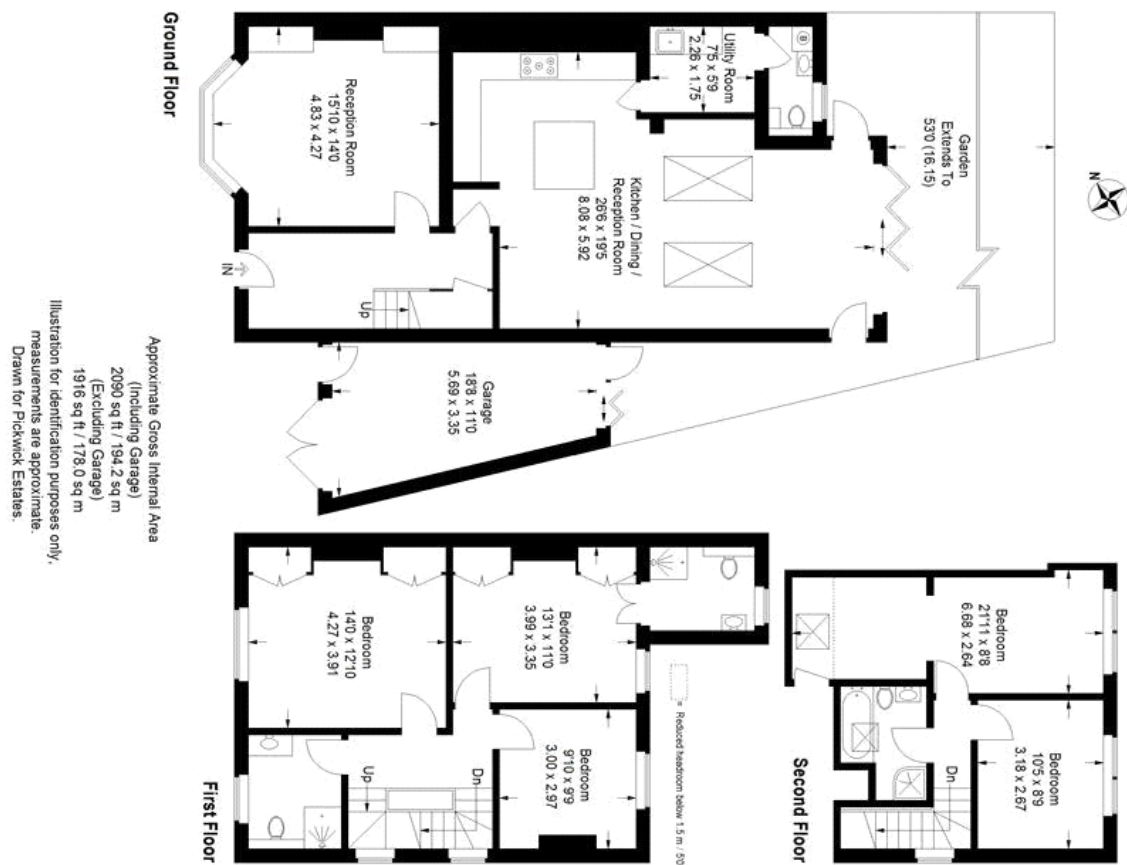 Ground Floor
Reception Room
15'10 x 14'0
4.83 x 4.27
IN
Up
Kitchen / Dining /
Reception Room
26'6 x 19'5
8.08 x 5.92
Utility Room
7'5 x 5'9
2.26 x 1.75
B
Garden
Extends To
53'0 (16.15)
N
Garage
18'8 x 11'0
5.69 x 3.35
Approximate Gross Internal Area
(Including Garage)
2090 sq ft / 194.2 sq m
(Excluding Garage)
1916 sq ft / 178.0 sq m
Illustration for identification purposes only,
measurements are approximate.
Drawn for Pickwick Estates.
First Floor
Bedroom
14'0 x 12'10
4.27 x 3.91
Bedroom
13'1 x 11'0
3.99 x 3.35
Bedroom
9'10 x 9'9
3.00 x 2.97
Up
Dn
= Reduced headroom below 1.5 m / 5'0
Second Floor
Bedroom
21'11 x 8'8
6.68 x 2.64
Bedroom
10'5 x 8'9
3.18 x 2.67
Dn